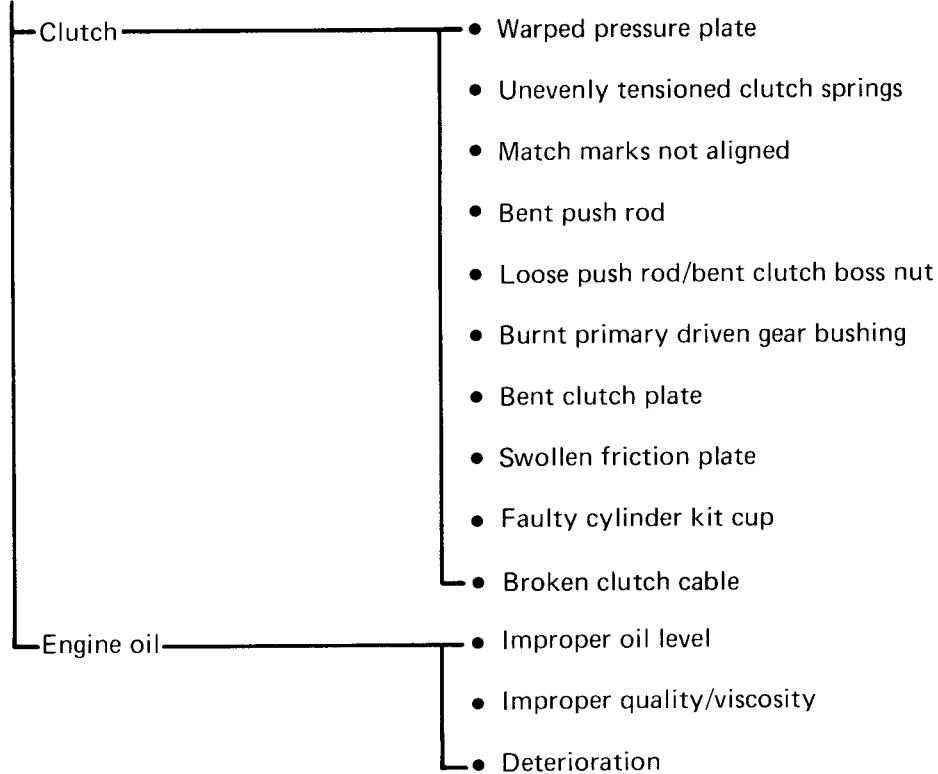 Clutch
• Warped pressure plate
• Unevenly tensioned clutch springs
• Match marks not aligned
• Bent push rod
• Loose push rod/bent clutch boss nut
• Burnt primary driven gear bushing
• Bent clutch plate
• Swollen friction plate
• Faulty cylinder kit cup
• Broken clutch cable
Engine oil
• Improper oil level
• Improper quality/viscosity
• Deterioration